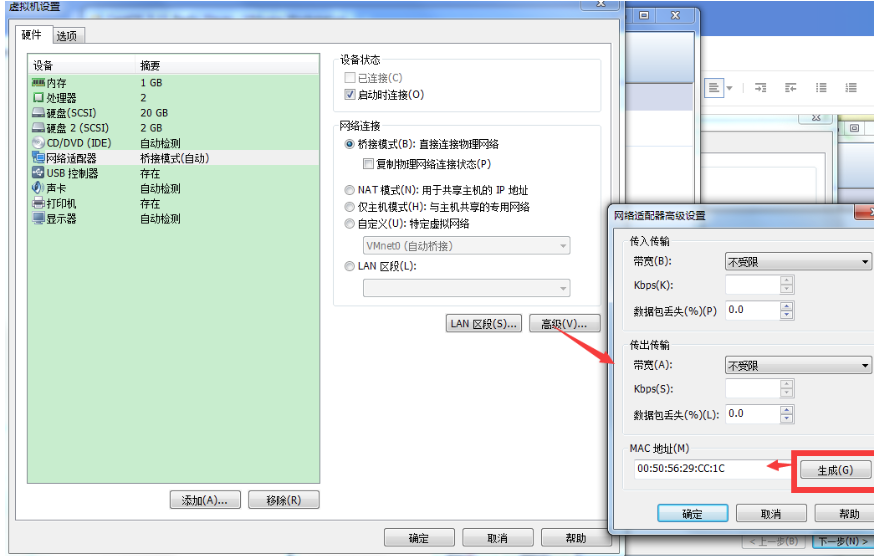 虚拟机设置
硬件 选项
设备 摘要
内存 1 GB
处理器 2
硬盘(SCSI) 20 GB
硬盘 2 (SCSI) 2 GB
CD/DVD (IDE) 自动检测
网络适配器 桥接模式(自动)
USB 控制器 存在
声卡 自动检测
打印机 存在
显示器 自动检测
添加(A)... 移除(R)
设备状态
已连接(C)
启动时连接(O)
网络连接
桥接模式(B): 直接连接物理网络
复制物理网络连接状态(P)
NAT 模式(N): 用于共享主机的 IP 地址
仅主机模式(H): 与主机共享的专用网络
自定义(U): 特定虚拟网络
VMnet0 (自动桥接)
LAN 区段(L):
LAN 区段(S)... 高级(V)...
确定 取消 帮助
网络适配器高级设置
传入传输
带宽(B): 不受限
Kbps(K):
数据包丢失(%)(P) 0.0
传出传输
带宽(A): 不受限
Kbps(S):
数据包丢失(%)(L): 0.0
MAC 地址(M)
00:50:56:29:CC:1C 生成(G)
确定 取消 帮助
< 上一步(B) 下一步(N) >